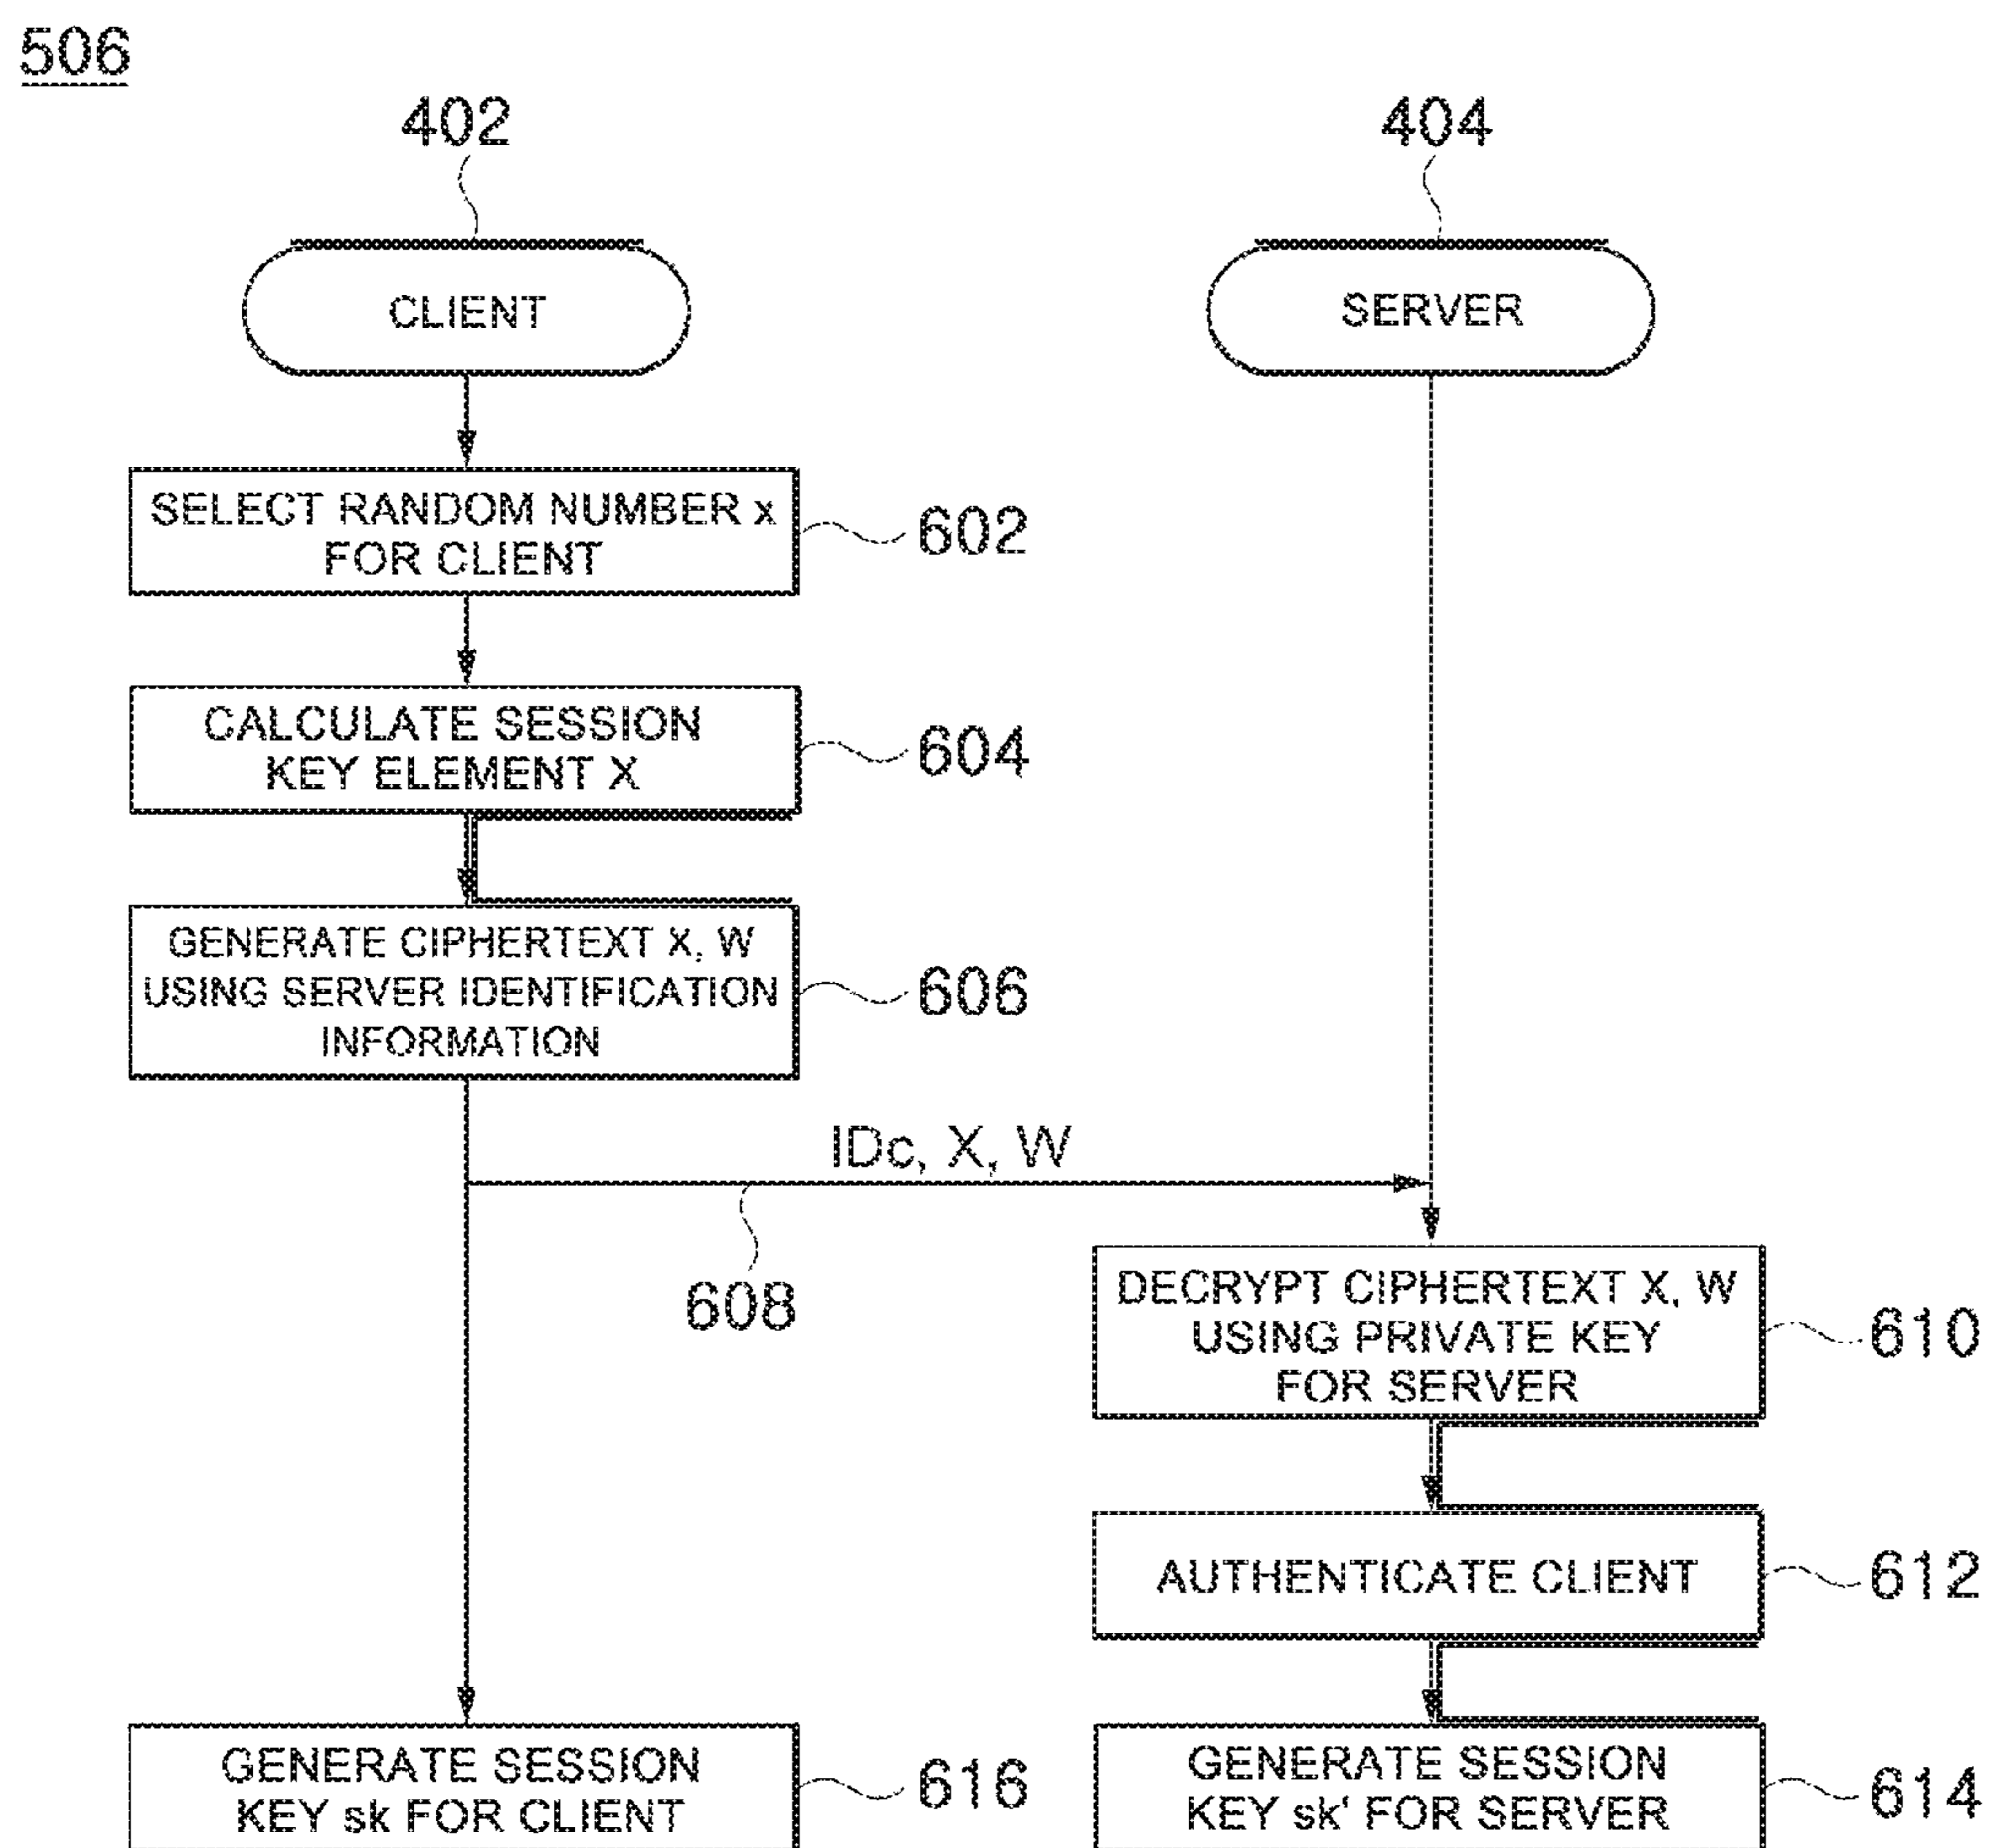 506
402
404
CLIENT
SERVER
SELECT RANDOM NUMBER x
FOR CLIENT
602
CALCULATE SESSION
KEY ELEMENT X
604
GENERATE CIPHERTEXT X, W
USING SERVER IDENTIFICATION
INFORMATION
606
IDc, X, W
608
DECRYPT CIPHERTEXT X, W
USING PRIVATE KEY
FOR SERVER
610
AUTHENTICATE CLIENT
612
GENERATE SESSION
KEY sk FOR CLIENT
616
GENERATE SESSION
KEY sk' FOR SERVER
614